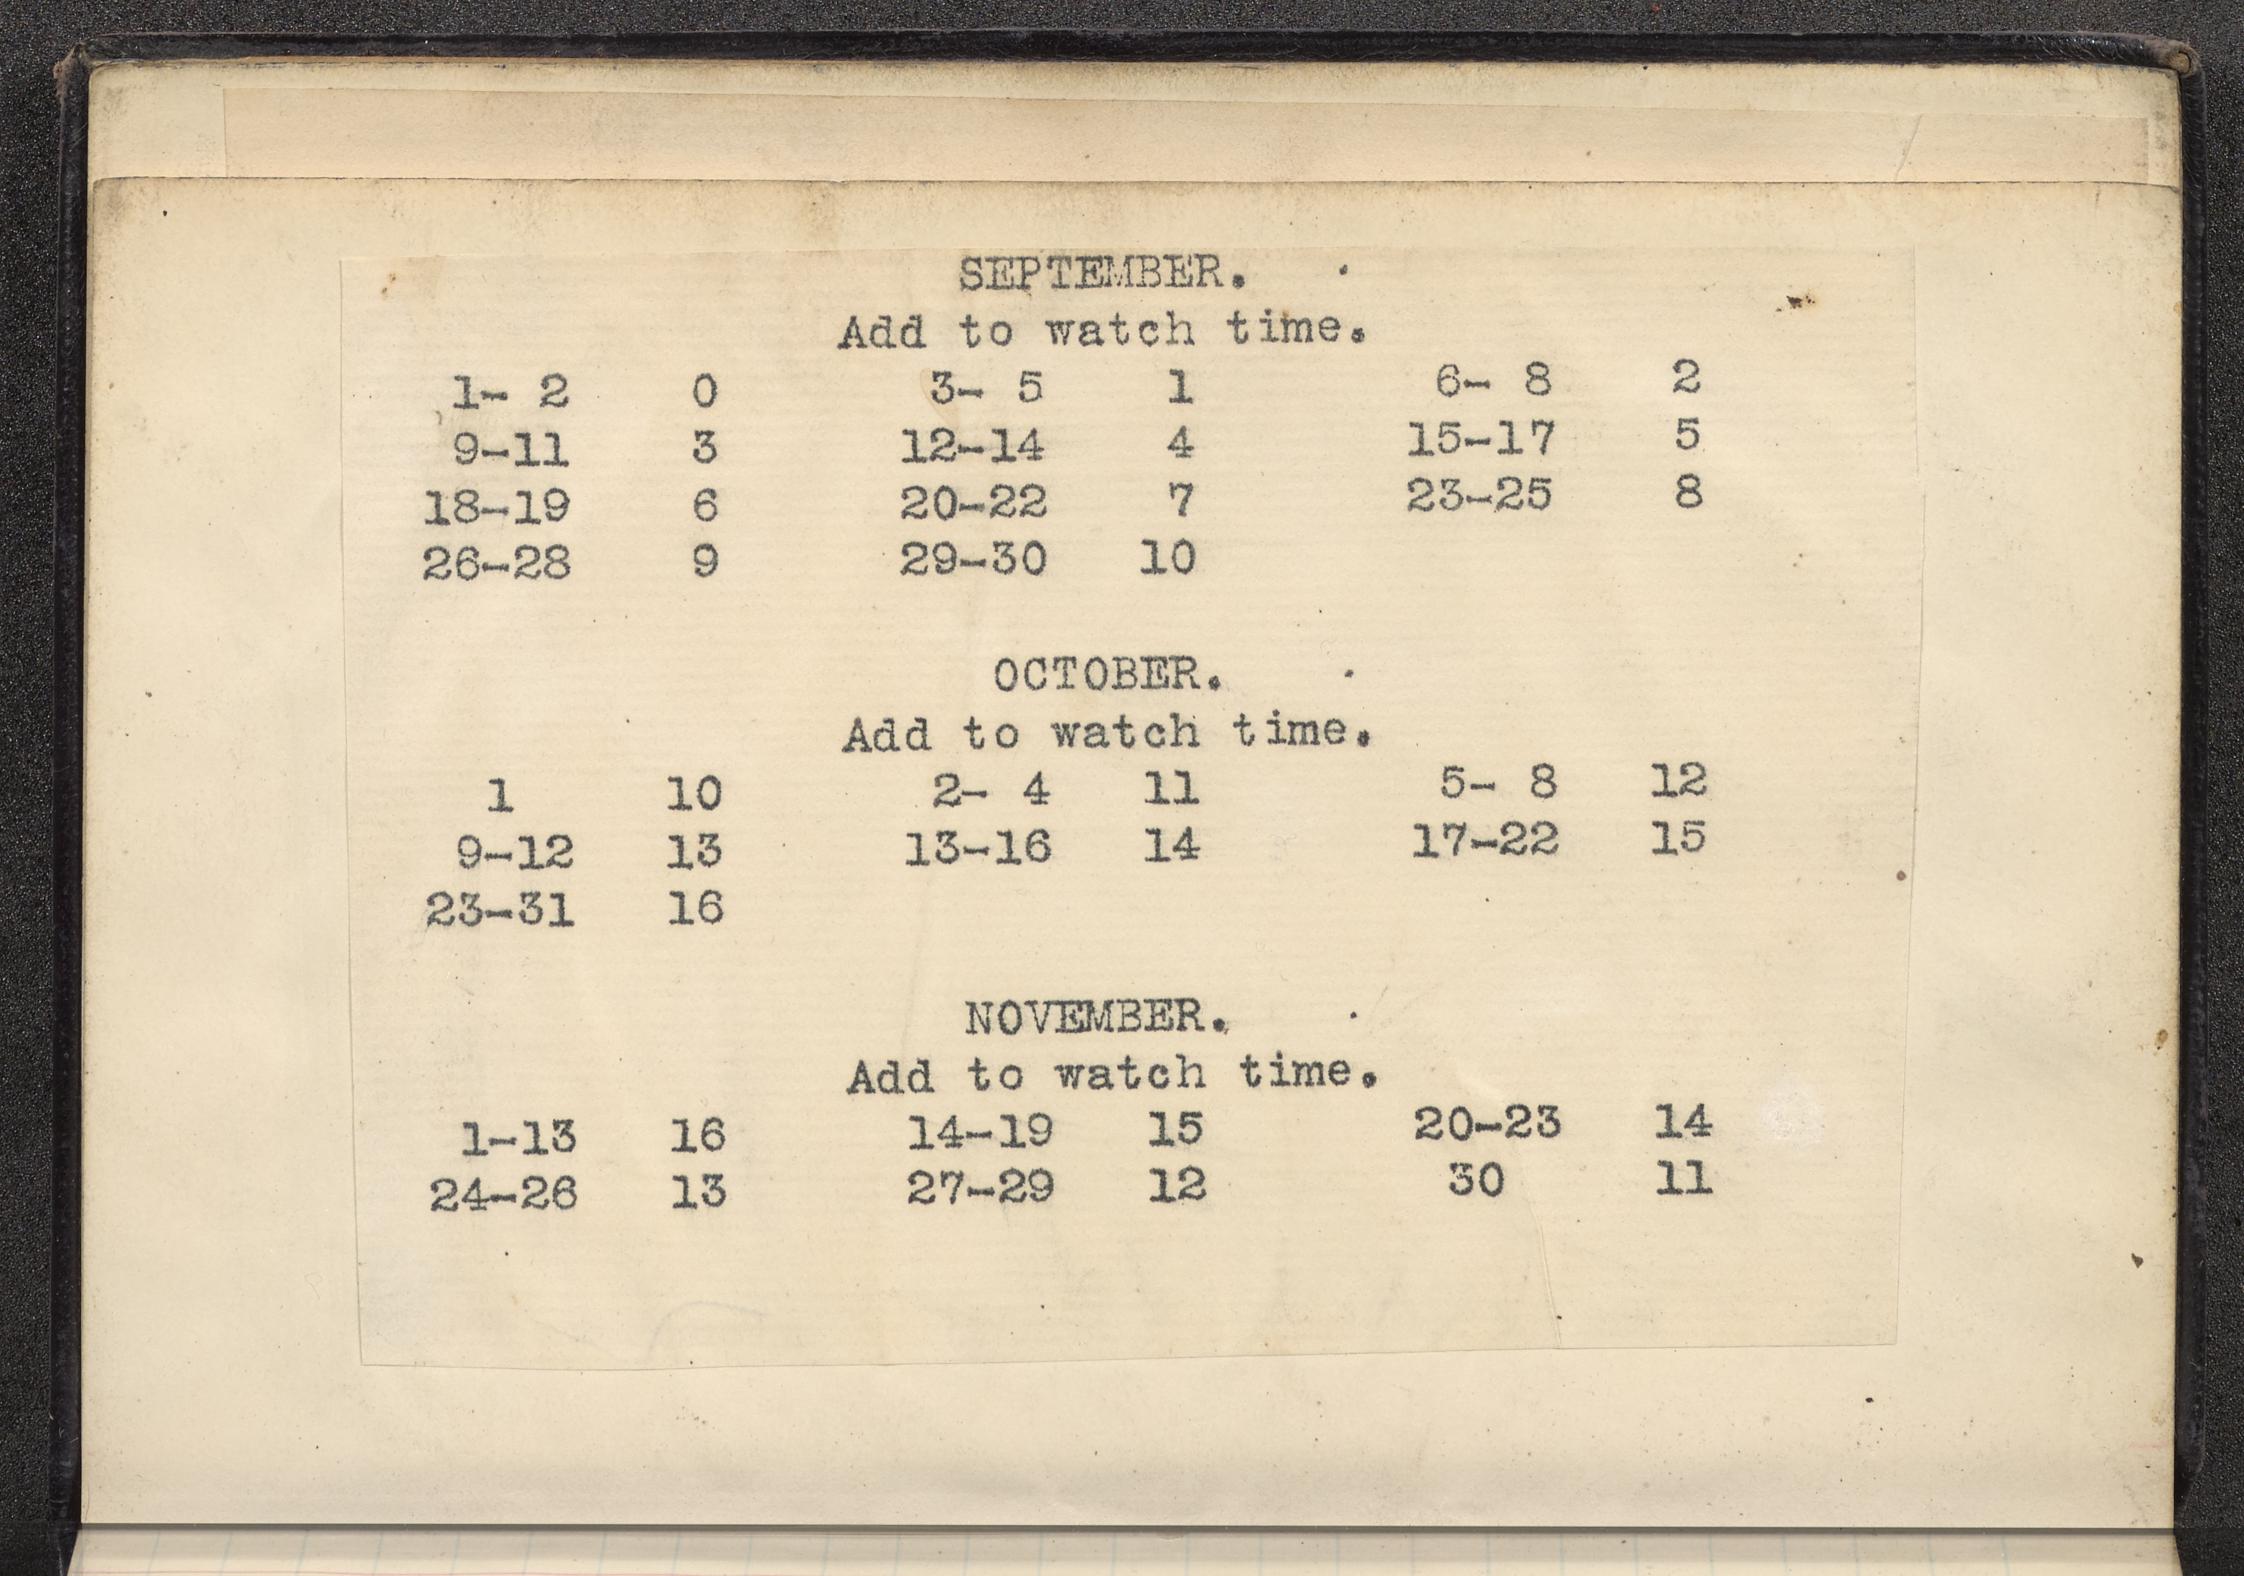 SEPTEMBER.
Add to watch time.
1- 2 0 3- 5 1 6- 8 2
9-11 3 12-14 4 15-17 5
18-19 6 20-22 7 23-25 8
26-28 9 29-30 10
OCTOBER.
Add to watch time.
1 10 2- 4 11 5- 8 12
9-12 13 13-16 14 17-22 15
23-31 16
NOVEMBER.
Add to watch time.
1-13 16 14-19 15 20-23 14
24-26 13 27-29 12 30 11